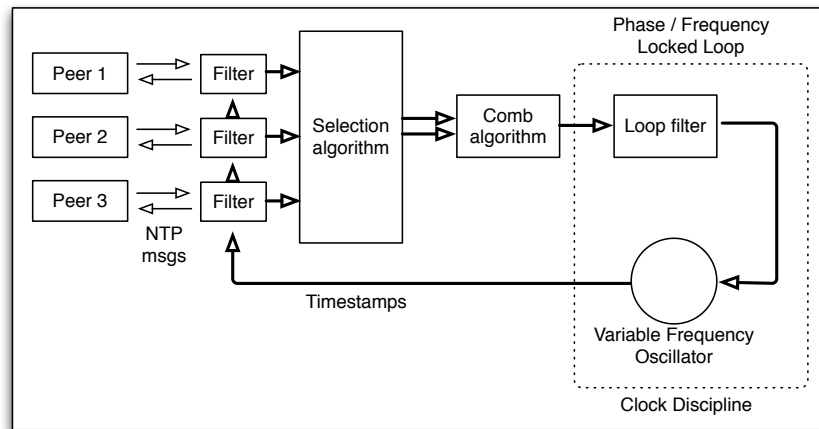 Phase / Frequency
Locked Loop
Peer 1
Filter
Peer 2
Filter
Selection
algorithm
Comb
algorithm
Loop filter
Peer 3
Filter
NTP
msgs
Timestamps
Variable Frequency
Oscillator
Clock Discipline